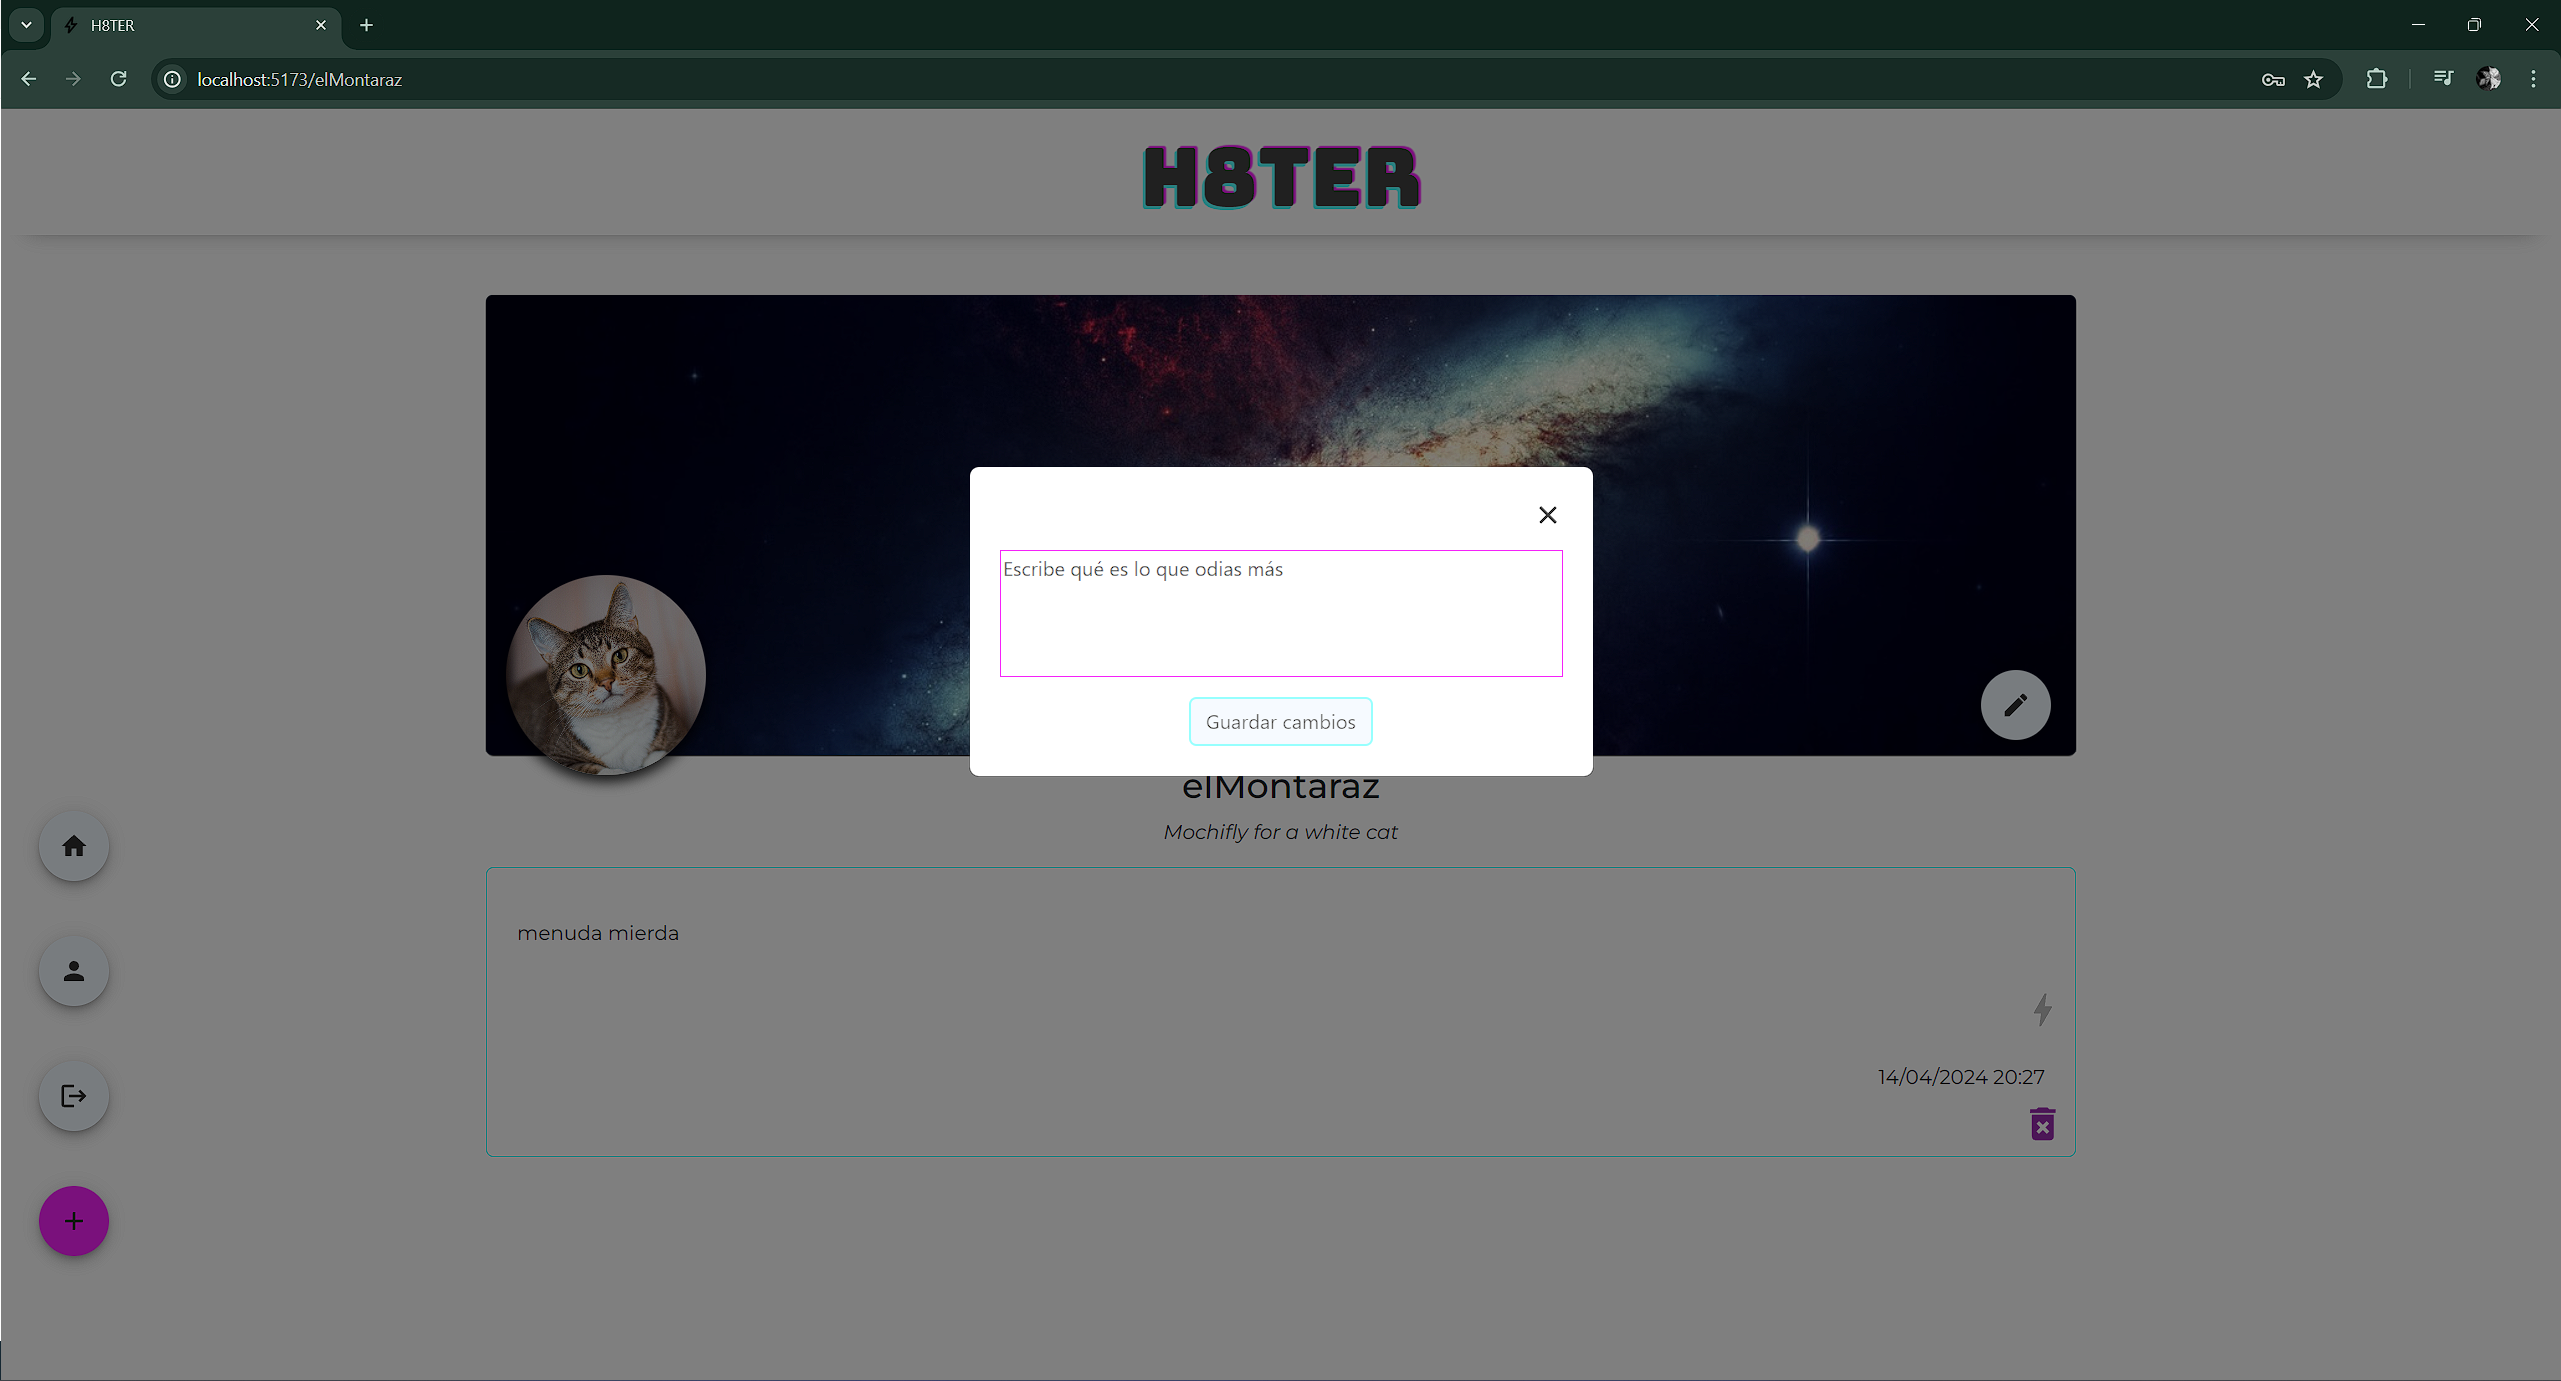 H8TER
localhost:5173/elMontaraz
H8TER
Escribe qué es lo que odias más
Guardar cambios
elMontaraz
Mochifly for a white cat
menuda mierda
14/04/2024 20:27